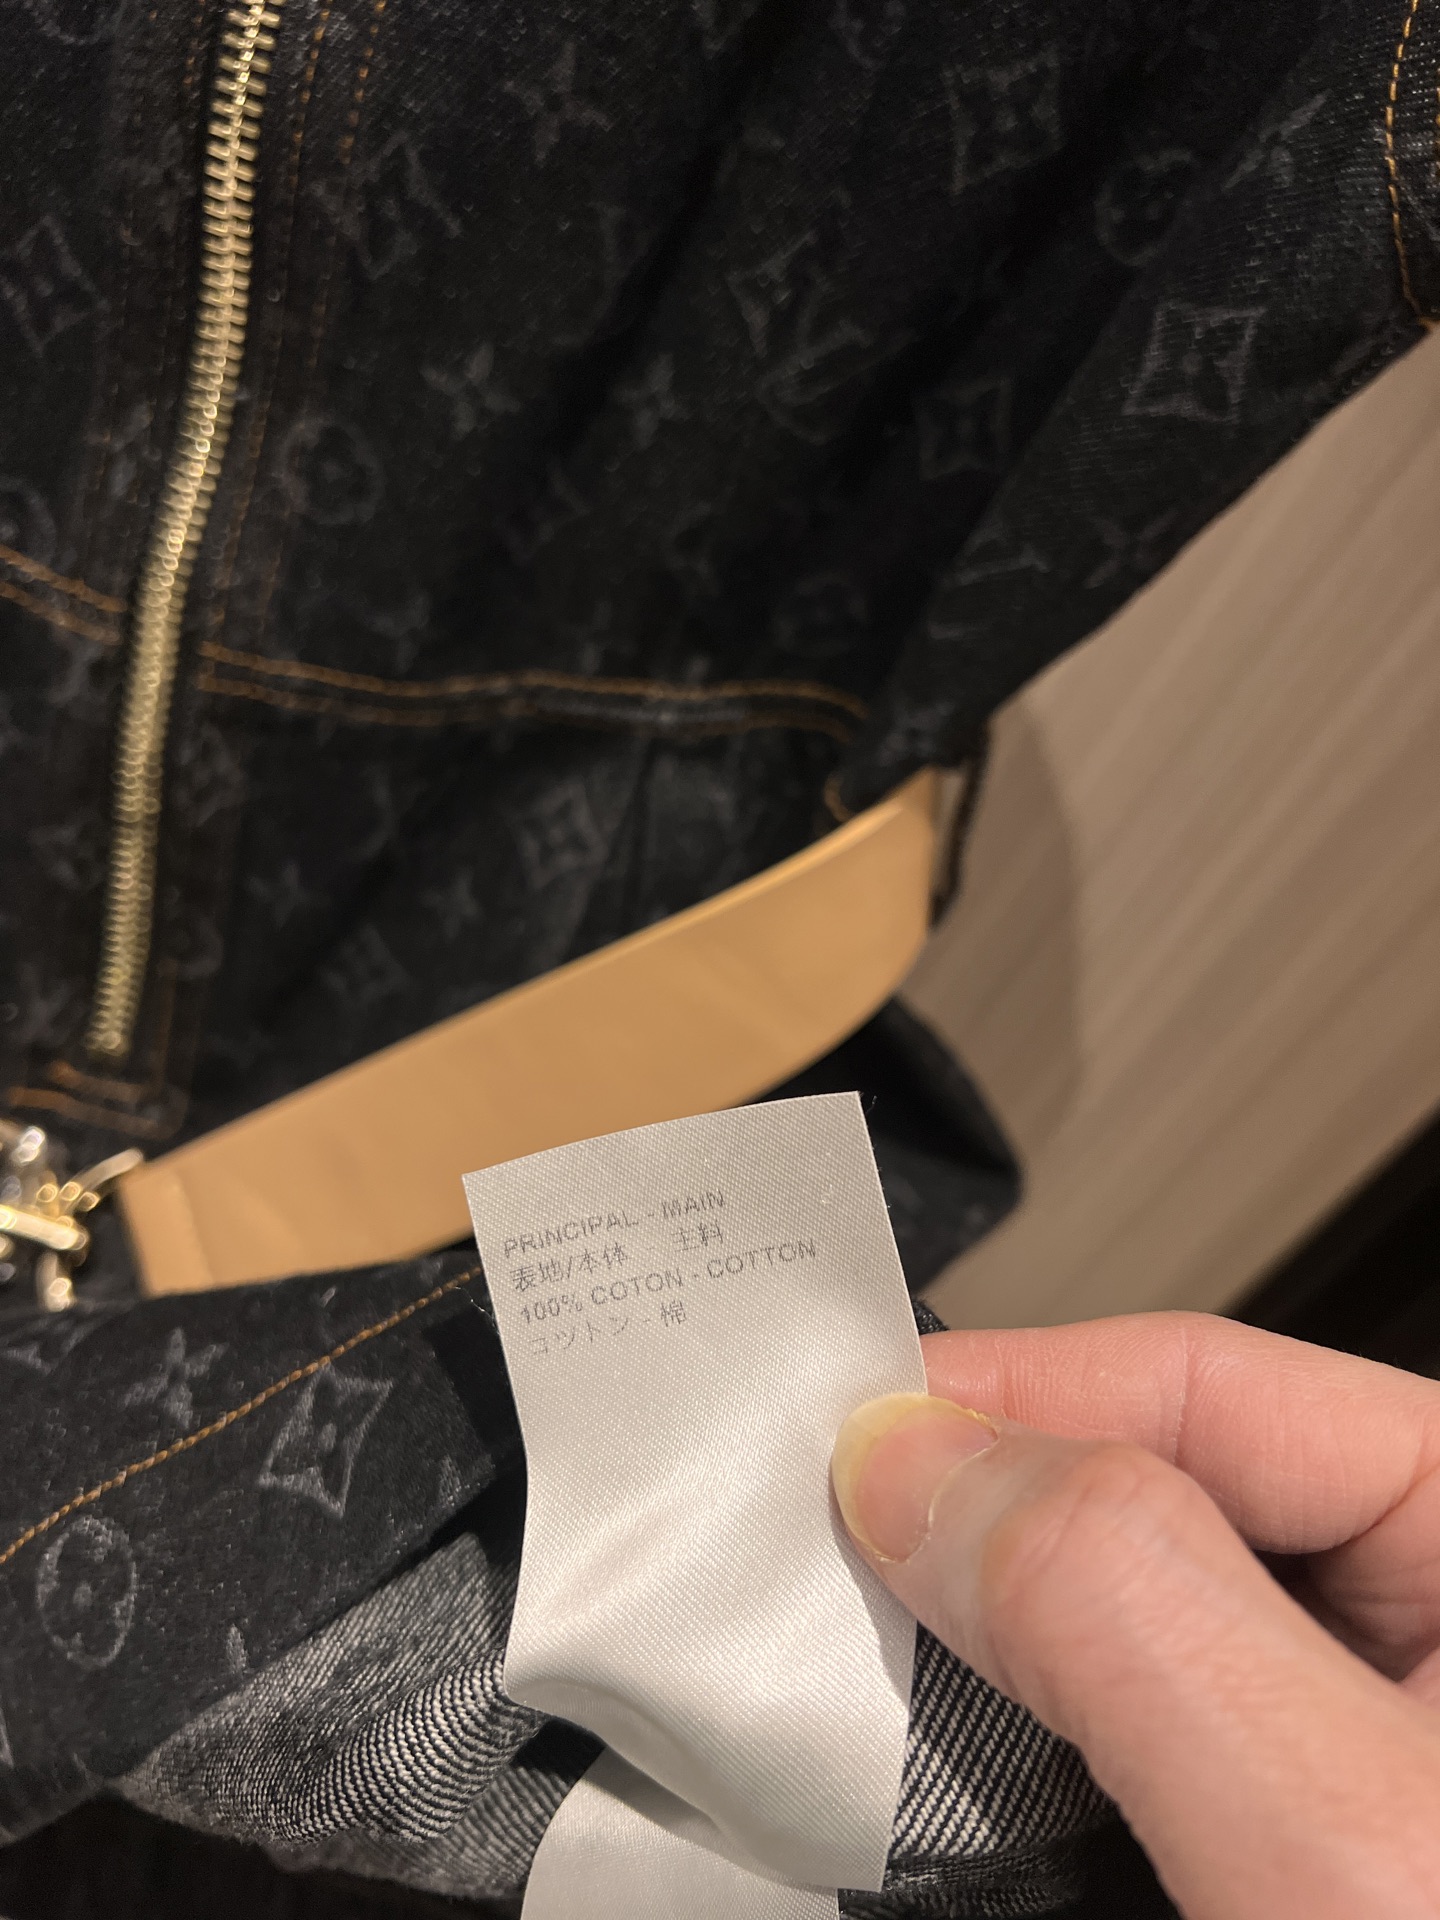 PRINCIPAL - MAIN
表地/本体 - 主料
100% COTON - COTTON
コットン - 棉